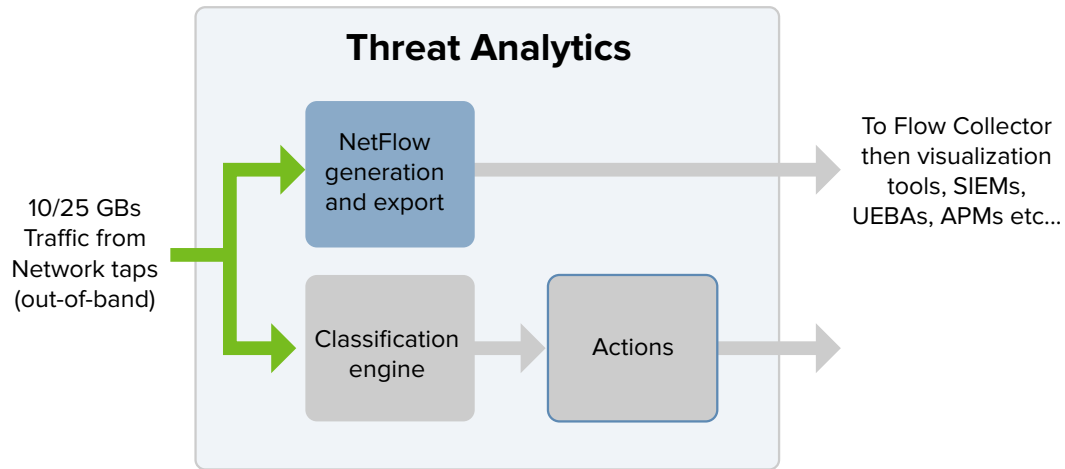 Threat Analytics
10/25 GBs
Traffic from
Network taps
(out-of-band)
NetFlow
generation
and export
To Flow Collector
then visualization
tools, SIEMs,
UEBAs, APMs etc...
Classification
engine
Actions